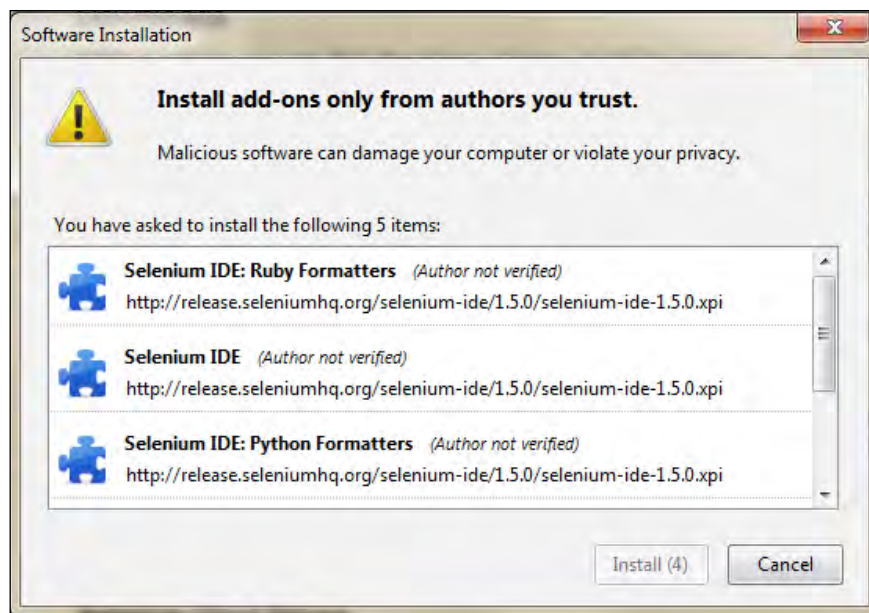 Software Installation
Install add-ons only from authors you trust.
Malicious software can damage your computer or violate your privacy.
You have asked to install the following 5 items:
Selenium IDE: Ruby Formatters (Author not verified)
http://release.seleniumhq.org/selenium-ide/1.5.0/selenium-ide-1.5.0.xpi
Selenium IDE (Author not verified)
http://release.seleniumhq.org/selenium-ide/1.5.0/selenium-ide-1.5.0.xpi
Selenium IDE: Python Formatters (Author not verified)
http://release.seleniumhq.org/selenium-ide/1.5.0/selenium-ide-1.5.0.xpi
Install (4) Cancel